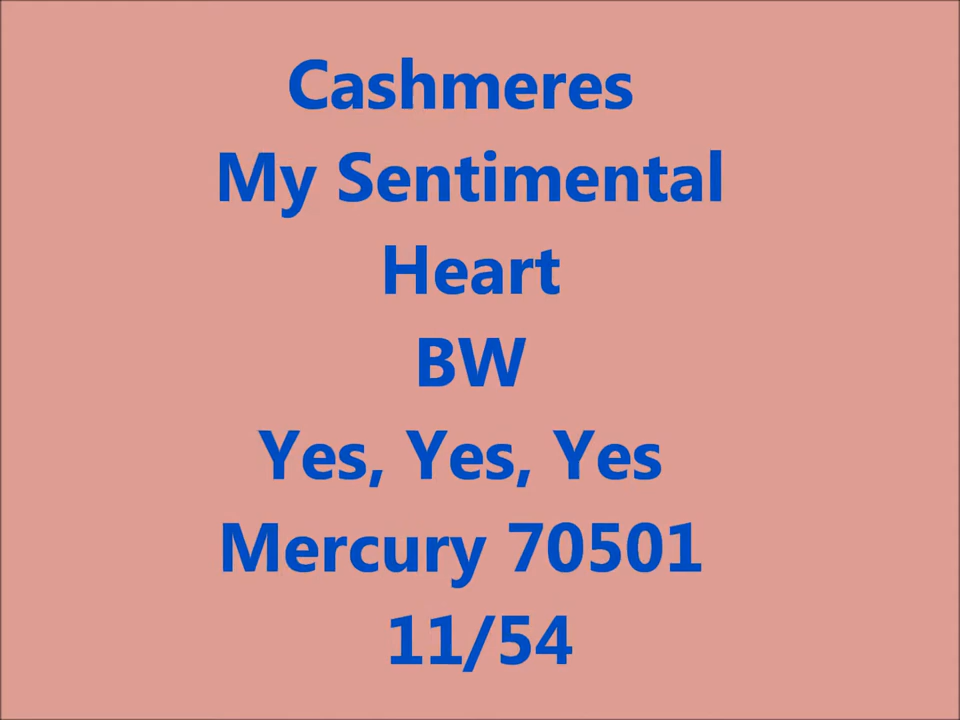 Cashmeres
My Sentimental
Heart
BW
Yes, Yes, Yes
Mercury 70501
11/54